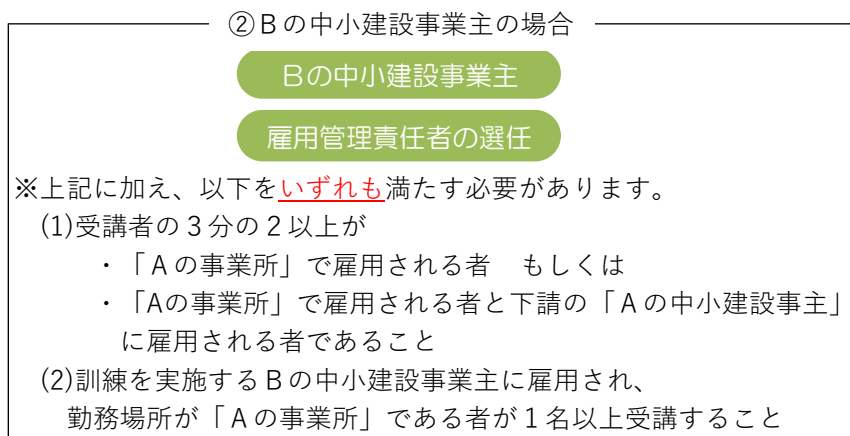 ②Ｂの中小建設事業主の場合
Ｂの中小建設事業主
雇用管理責任者の選任
※上記に加え、以下をいずれも満たす必要があります。
(1)受講者の３分の２以上が
・「Ａの事業所」で雇用される者　もしくは
・「Aの事業所」で雇用される者と下請の「Ａの中小建設事主」
に雇用される者であること
(2)訓練を実施するＢの中小建設事業主に雇用され、
勤務場所が「Ａの事業所」である者が１名以上受講すること